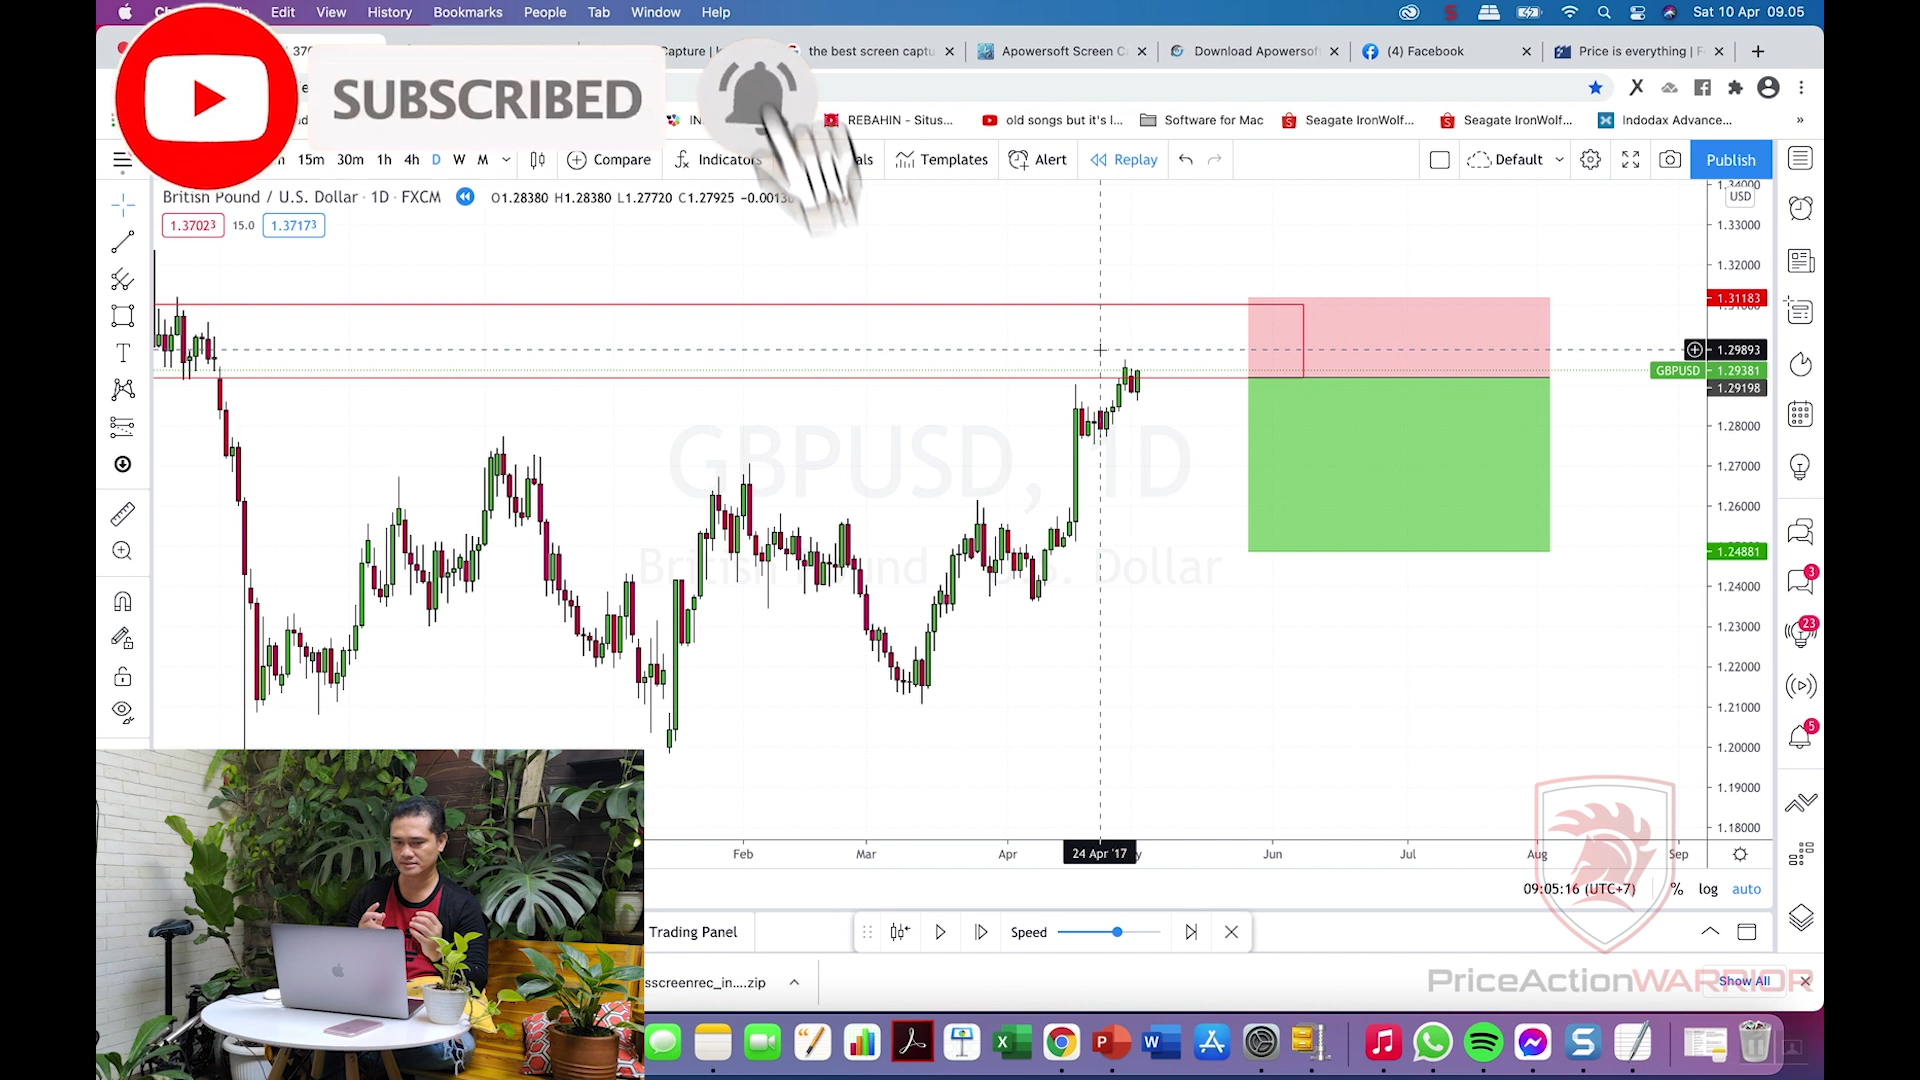 Edit View History Bookmarks People Tab Window Help Sat 10 Apr 09.05
the best screen captu Apowersoft Screen C Download Apowersof (4) Facebook Price is everything | F
SUBSCRIBED
REBAHIN - Situs... old songs but it's I... Software for Mac Seagate IronWolf... Seagate IronWolf... Indodax Advance... »
15m 30m 1h 4h D W M Compare Indicators Templates Alert Replay Default Publish
British Pound / U.S. Dollar · 1D · FXCM O1.28380 H1.28380 L1.27720 C1.27925
1.37023 15.0 1.37173
USD
1.34000
1.33000
1.32000
1.31183
1.29893
GBPUSD 1.29381
1.29198
1.28000
1.27000
1.26000
1.24881
1.24000
1.23000
1.22000
1.21000
1.20000
1.19000
1.18000
GBPUSD, 1D
3
23
5
Feb Mar Apr 24 Apr '17 Jun Jul Aug Sep
09:05:16 (UTC+7) % log auto
Trading Panel Speed
sscreenrec_in....zip
PriceActionWARRIOR
Show All